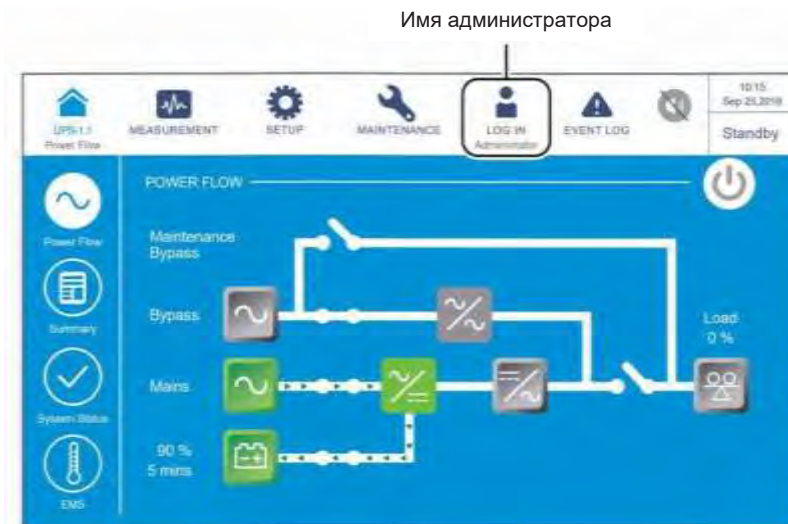 Имя администратора
10:15
Sep 25,2018
UPS-1.1
MEASUREMENT
SETUP
MAINTENANCE
LOG IN
EVENT LOG
Power Flow
Administrator
Standby
POWER FLOW
Power Flow
Maintenance
Bypass
Summary
Bypass
Load
0 %
Mains
System Status
90 %
5 mins
EMS